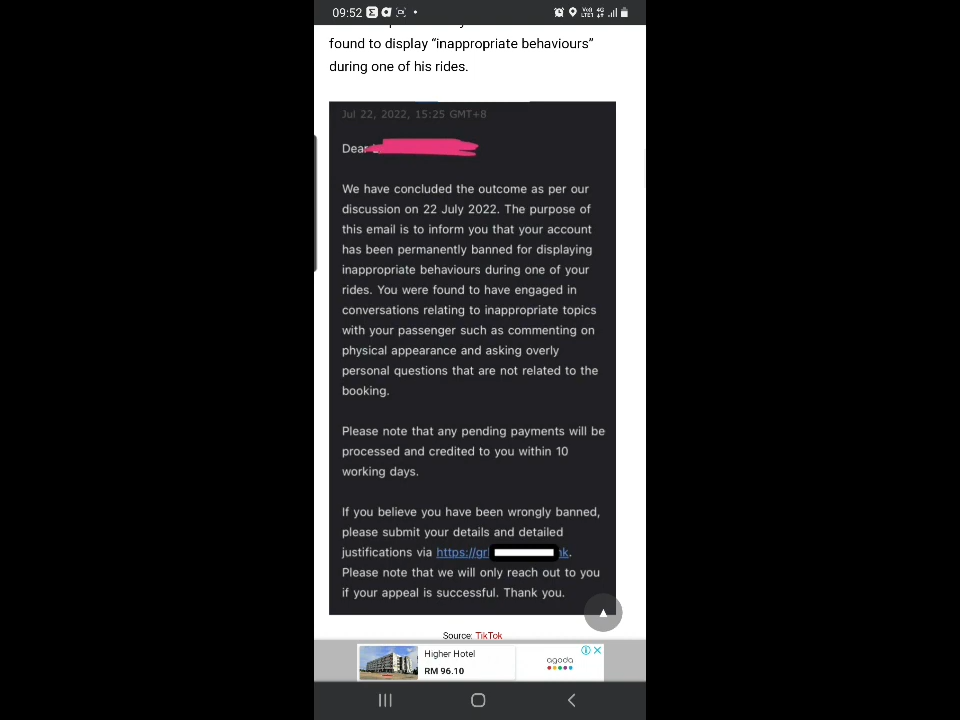 09:52
found to display “inappropriate behaviours”
during one of his rides.
Jul 22, 2022, 15:25 GMT+8
Dear
We have concluded the outcome as per our
discussion on 22 July 2022. The purpose of
this email is to inform you that your account
has been permanently banned for displaying
inappropriate behaviours during one of your
rides. You were found to have engaged in
conversations relating to inappropriate topics
with your passenger such as commenting on
physical appearance and asking overly
personal questions that are not related to the
booking.
Please note that any pending payments will be
processed and credited to you within 10
working days.
If you believe you have been wrongly banned,
please submit your details and detailed
justifications via https://gr nk.
Please note that we will only reach out to you
if your appeal is successful. Thank you.
Source: TikTok
Higher Hotel
RM 96.10
agoda